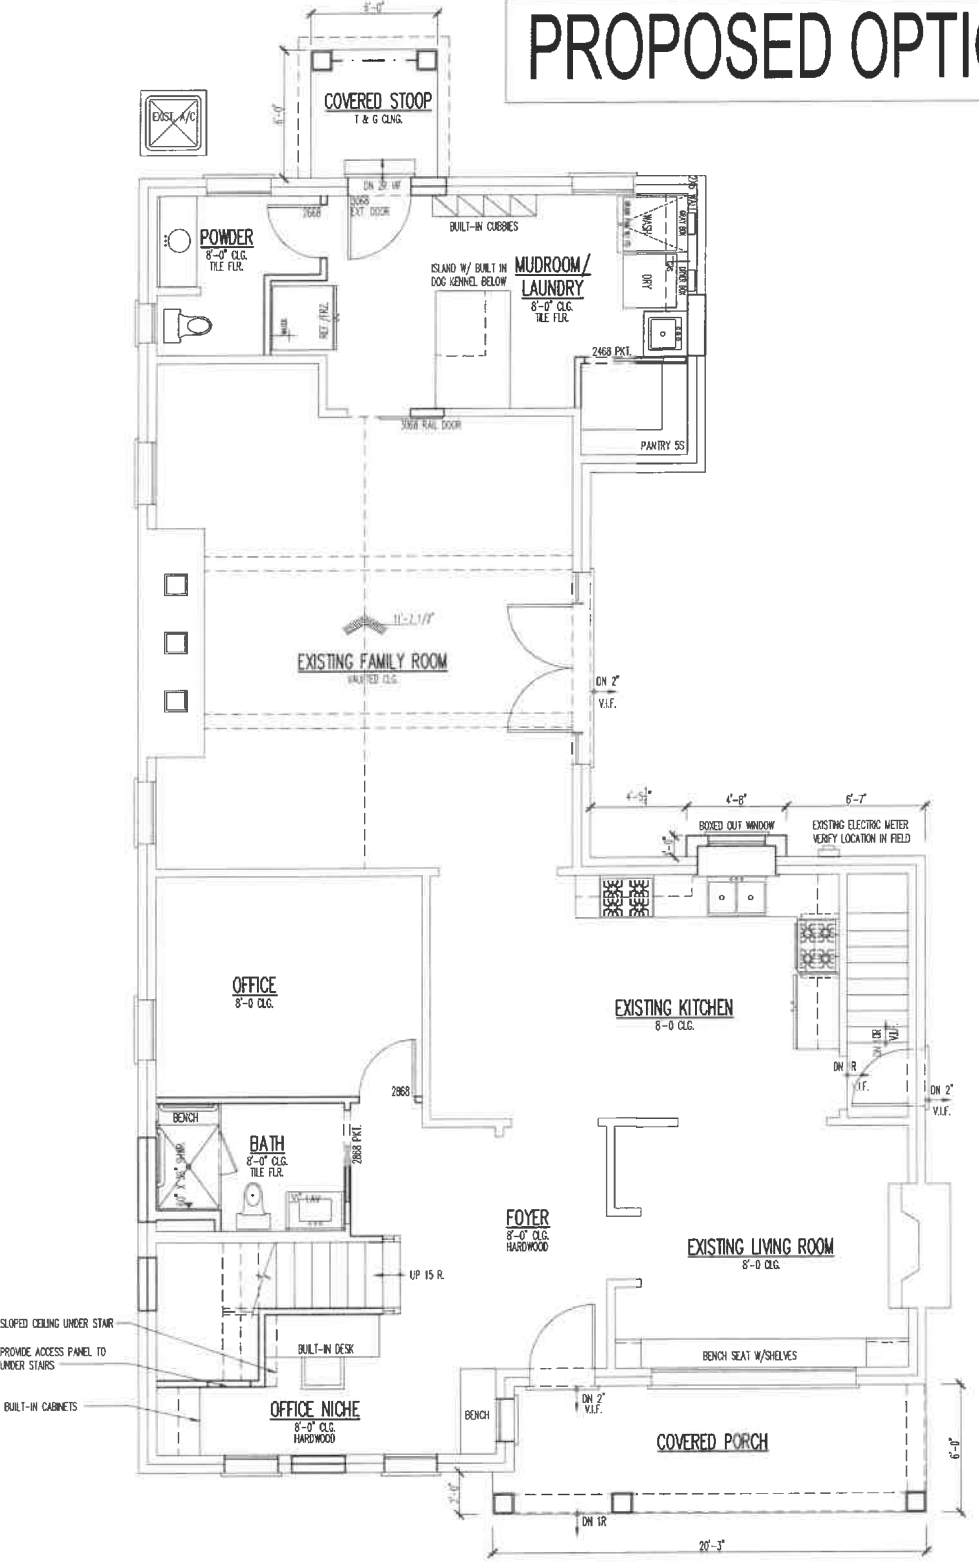 PROPOSED OPTI
6'-0"
COVERED STOOP
T & G CLNG.
6'-0"
EXIST. A/C
DN 2R VIF
3068
EXT DOOR
2668
POWDER
8'-0" CLG.
TILE FLR.
BUILT-IN CUBBIES
ISLAND W/ BUILT IN
DOG KENNEL BELOW
MUDROOM/
LAUNDRY
8'-0" CLG.
TILE FLR.
WASH
DRY
REF./FRZ.
2468 PKT.
3068 RAIL DOOR
PANTRY 5S
11'-2 1/8"
EXISTING FAMILY ROOM
VAULTED CLG.
DN 2"
V.I.F.
4'-8"
6'-7"
BOXED OUT WINDOW
EXISTING ELECTRIC METER
VERIFY LOCATION IN FIELD
OFFICE
8'-0 CLG.
EXISTING KITCHEN
8-0 CLG.
2868
DN R
V.I.F.
DN 2"
V.I.F.
BENCH
BATH
8'-0" CLG.
TILE FLR.
2868 PKT.
FOYER
8'-0" CLG.
HARDWOOD
EXISTING LIVING ROOM
8'-0 CLG.
UP 15 R.
SLOPED CEILING UNDER STAIR
PROVIDE ACCESS PANEL TO
UNDER STAIRS
BUILT-IN CABINETS
BUILT-IN DESK
BENCH SEAT W/SHELVES
OFFICE NICHE
8'-0" CLG.
HARDWOOD
BENCH
DN 2"
V.I.F.
COVERED PORCH
6'-0"
DN 1R
20'-3"